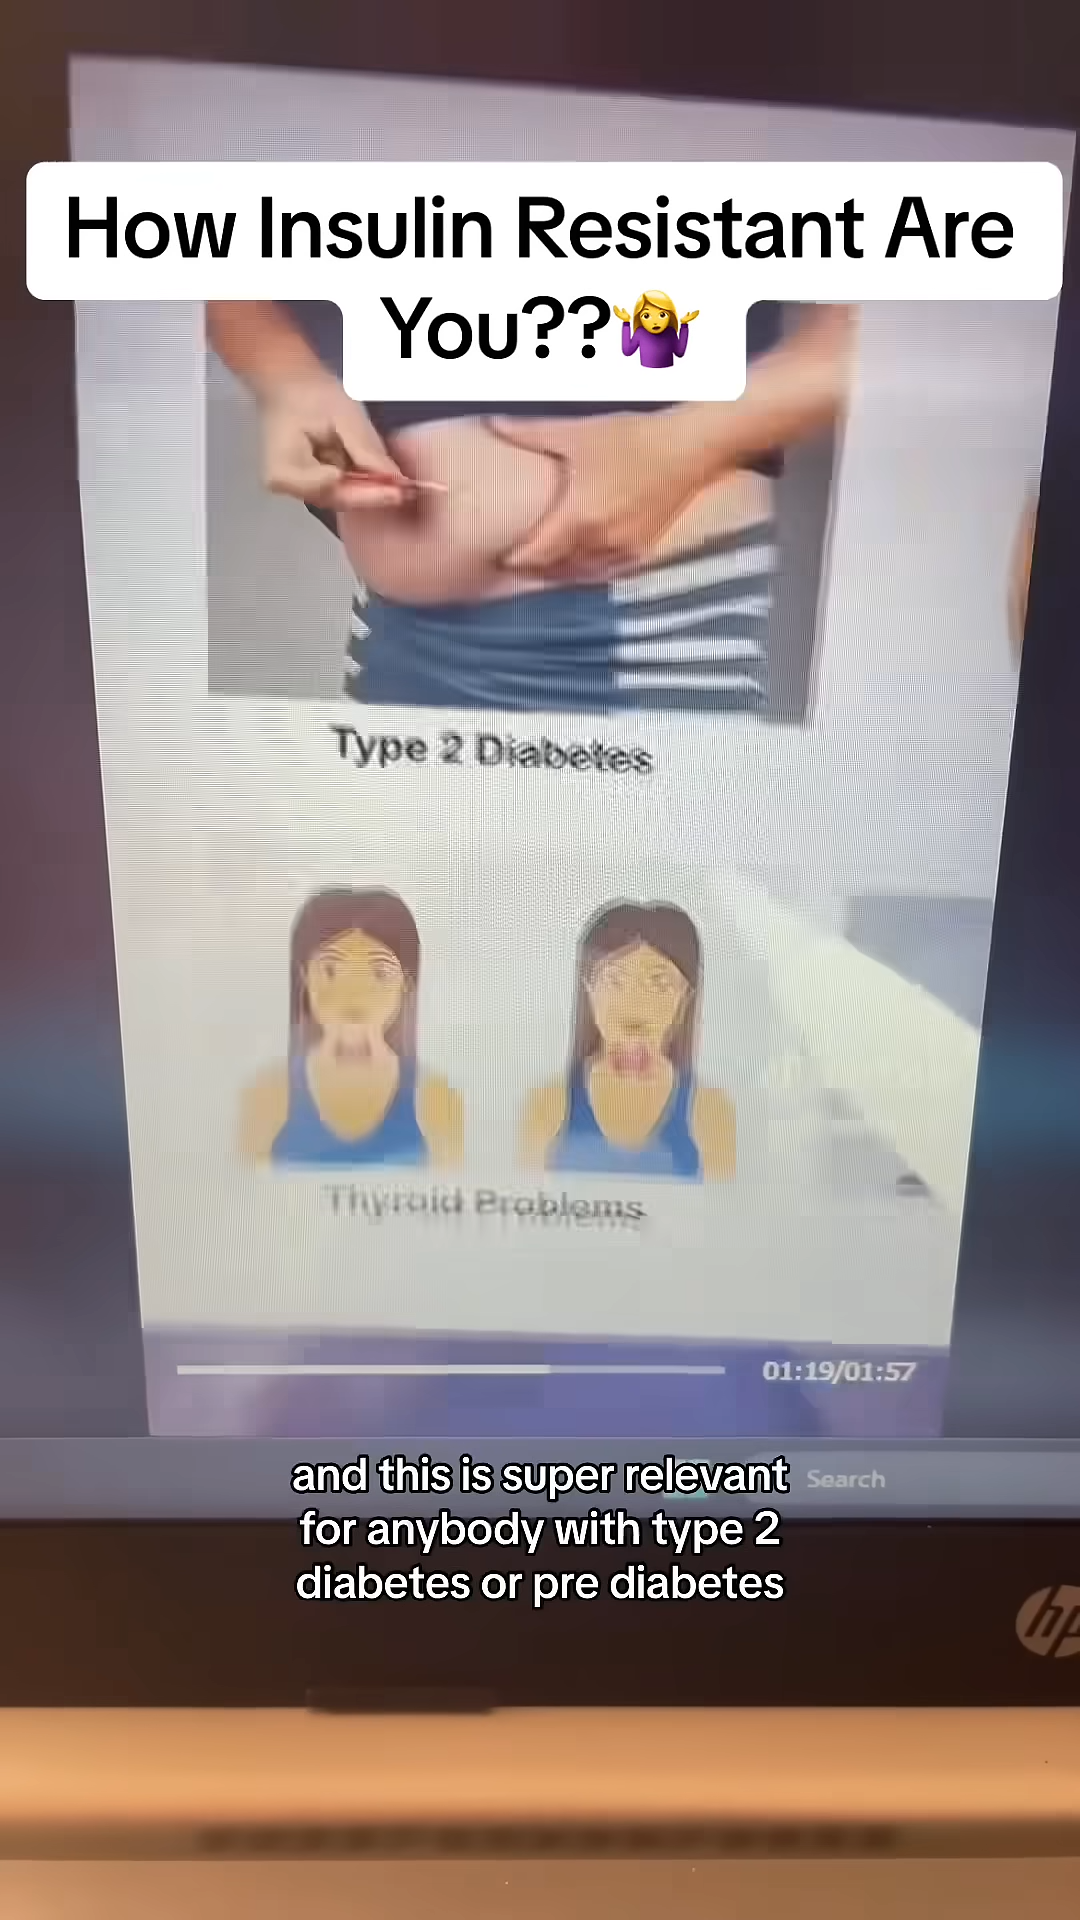 How Insulin Resistant Are
You??🤷‍♀️
Type 2 Diabetes
Thyroid Problems
01:19/01:57
Search
and this is super relevant
for anybody with type 2
diabetes or pre diabetes
hp